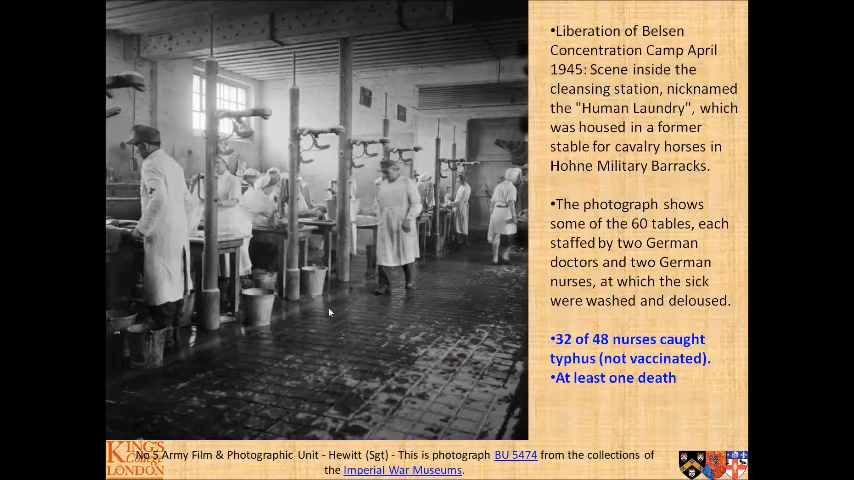 •Liberation of Belsen
Concentration Camp April
1945: Scene inside the
cleansing station, nicknamed
the "Human Laundry", which
was housed in a former
stable for cavalry horses in
Hohne Military Barracks.
•The photograph shows
some of the 60 tables, each
staffed by two German
doctors and two German
nurses, at which the sick
were washed and deloused.
•32 of 48 nurses caught
typhus (not vaccinated).
•At least one death
KING'S
College
LONDON
No 5 Army Film & Photographic Unit - Hewitt (Sgt) - This is photograph BU 5474 from the collections of
the Imperial War Museums.